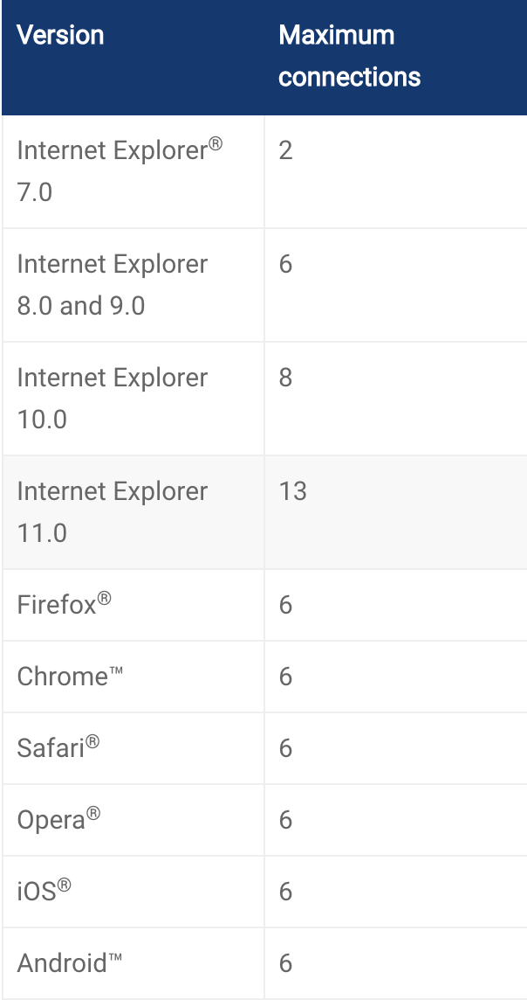 Version Maximum
connections
Internet Explorer® 2
7.0
Internet Explorer 6
8.0 and 9.0
Internet Explorer 8
10.0
Internet Explorer 13
11.0
Firefox® 6
Chrome™ 6
Safari® 6
Opera® 6
iOS® 6
Android™ 6